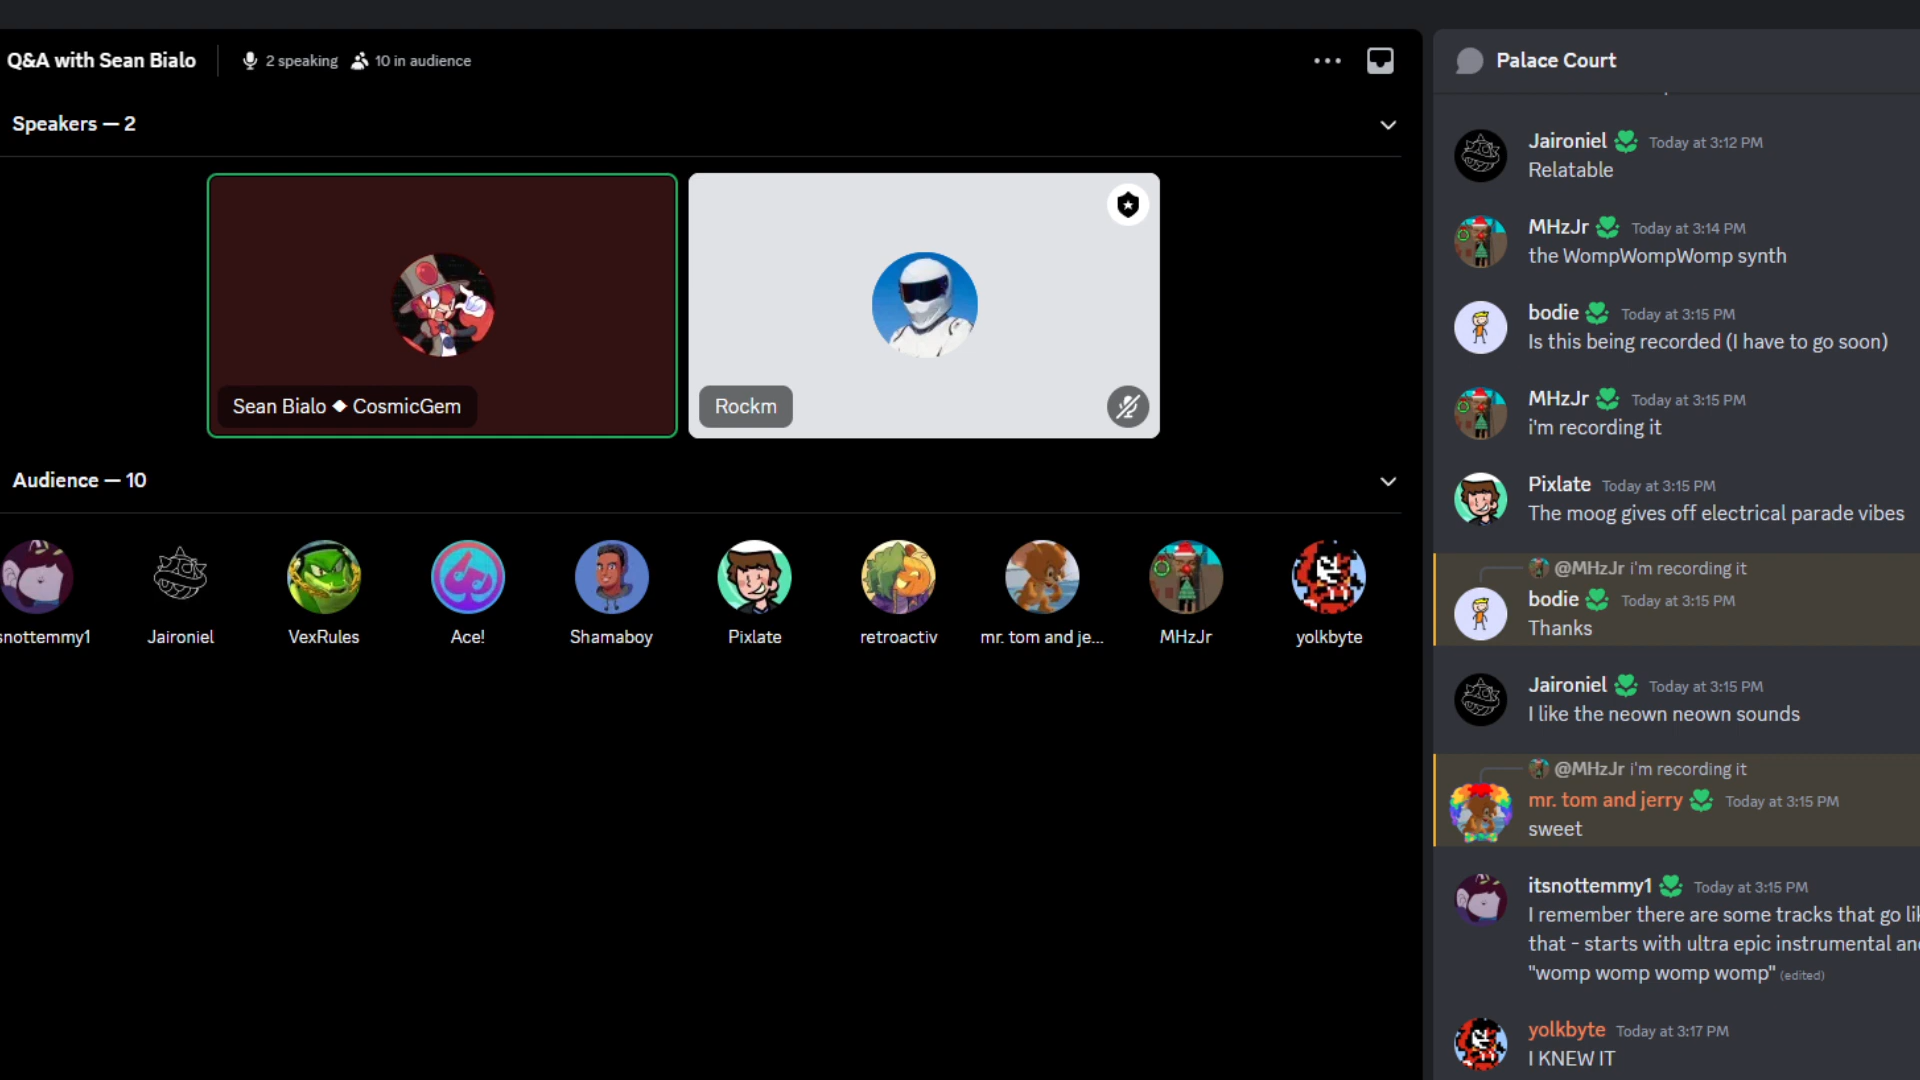 Q&A with Sean Bialo
2 speaking
10 in audience
Speakers — 2
Sean Bialo ◆ CosmicGem
Rockm
Audience — 10
snottemmy1
Jaironiel
VexRules
Ace!
Shamaboy
Pixlate
retroactiv
mr. tom and je...
MHzJr
yolkbyte
Palace Court
Jaironiel Today at 3:12 PM
Relatable
MHzJr Today at 3:14 PM
the WompWompWomp synth
bodie Today at 3:15 PM
Is this being recorded (I have to go soon)
MHzJr Today at 3:15 PM
i'm recording it
Pixlate Today at 3:15 PM
The moog gives off electrical parade vibes
@MHzJr i'm recording it
bodie Today at 3:15 PM
Thanks
Jaironiel Today at 3:15 PM
I like the neown neown sounds
@MHzJr i'm recording it
mr. tom and jerry Today at 3:15 PM
sweet
itsnottemmy1 Today at 3:15 PM
I remember there are some tracks that go
that - starts with ultra epic instrumental
"womp womp womp womp" (edited)
yolkbyte Today at 3:17 PM
I KNEW IT